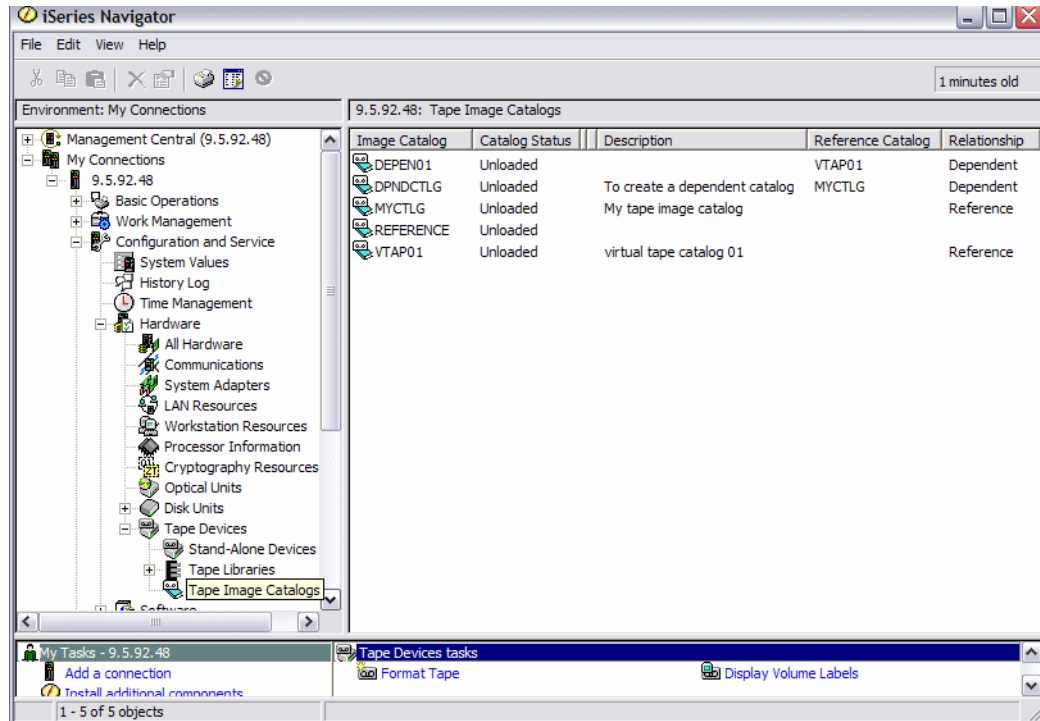 iSeries Navigator
File Edit View Help
1 minutes old
Environment: My Connections
9.5.92.48: Tape Image Catalogs
Management Central (9.5.92.48)
My Connections
9.5.92.48
Basic Operations
Work Management
Configuration and Service
System Values
History Log
Time Management
Hardware
All Hardware
Communications
System Adapters
LAN Resources
Workstation Resources
Processor Information
Cryptography Resources
Optical Units
Disk Units
Tape Devices
Stand-Alone Devices
Tape Libraries
Tape Image Catalogs
Software
Image Catalog Catalog Status Description Reference Catalog Relationship
DEPEN01 Unloaded VTAP01 Dependent
DPNDCTLG Unloaded To create a dependent catalog MYCTLG Dependent
MYCTLG Unloaded My tape image catalog Reference
REFERENCE Unloaded
VTAP01 Unloaded virtual tape catalog 01 Reference
My Tasks - 9.5.92.48
Add a connection
Install additional components
Tape Devices tasks
Format Tape Display Volume Labels
1 - 5 of 5 objects